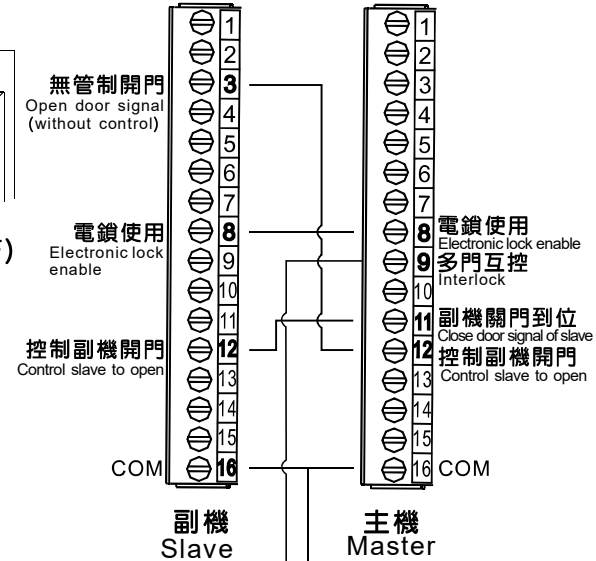 無管制開門
Open door signal
(without control)
電鎖使用
Electronic lock
enable
控制副機開門
Control slave to open
COM
1
2
3
4
5
6
7
8
9
10
11
12
13
14
15
16
副機
Slave
1
2
3
4
5
6
7
8
9
10
11
12
13
14
15
16
電鎖使用
Electronic lock enable
多門互控
Interlock
副機關門到位
Close door signal of slave
控制副機開門
Control slave to open
COM
主機
Master
)